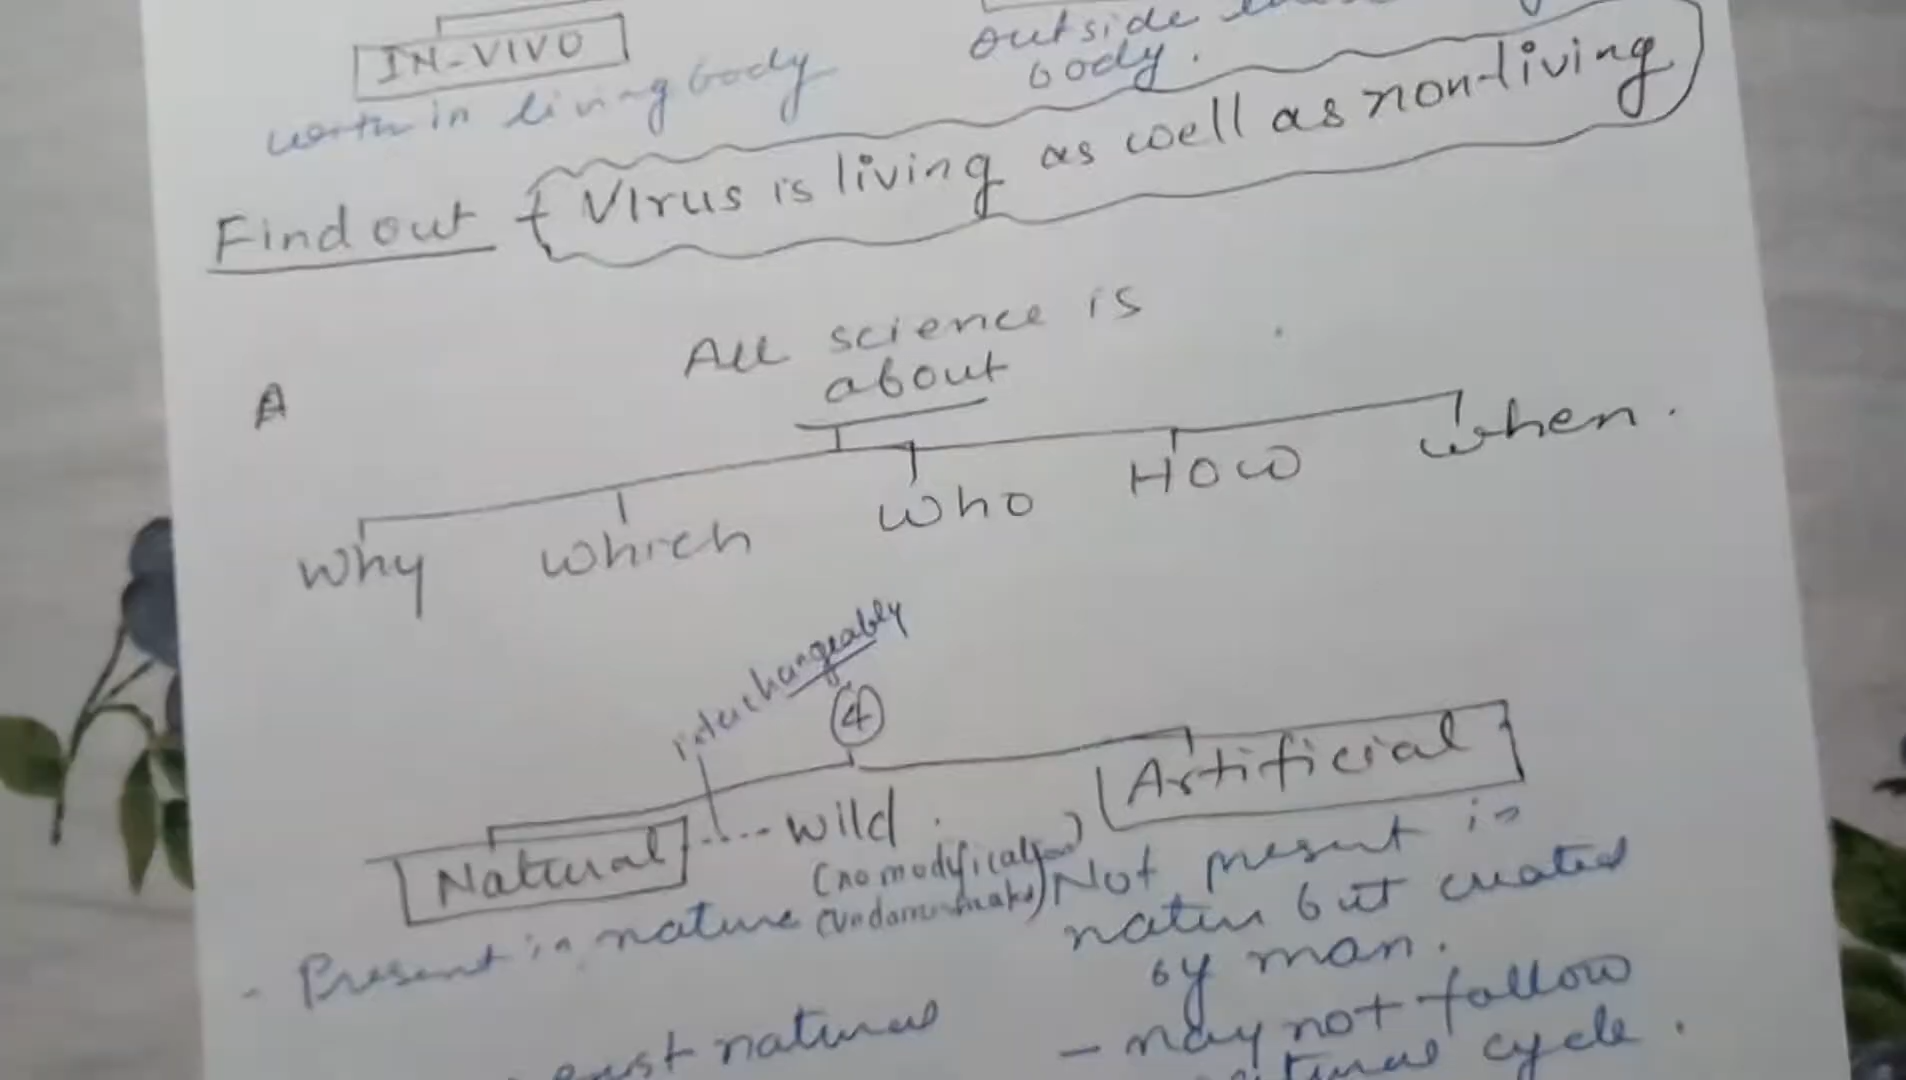 IN-VIVO
in living body
outside
body.
Find out
Virus is living as well as non-living
All science is
about
A
Why which who How when.
interchangeably
4
Natural wild. Artificial
(no modification)
- Present in nature
Not present in
nature but created
by man.
natural
- may not follow
cycle.